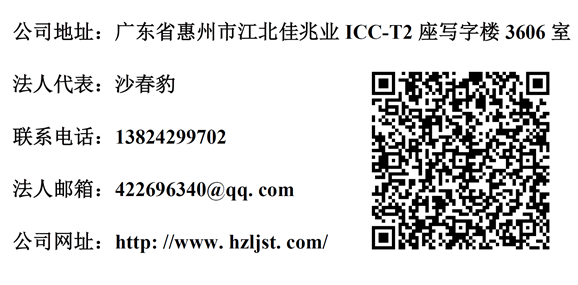 公司地址：广东省惠州市江北佳兆业 ICC-T2 座写字楼 3606 室
法人代表：沙春豹
联系电话：13824299702
法人邮箱：422696340@qq. com
公司网址：http: //www. hzljst. com/